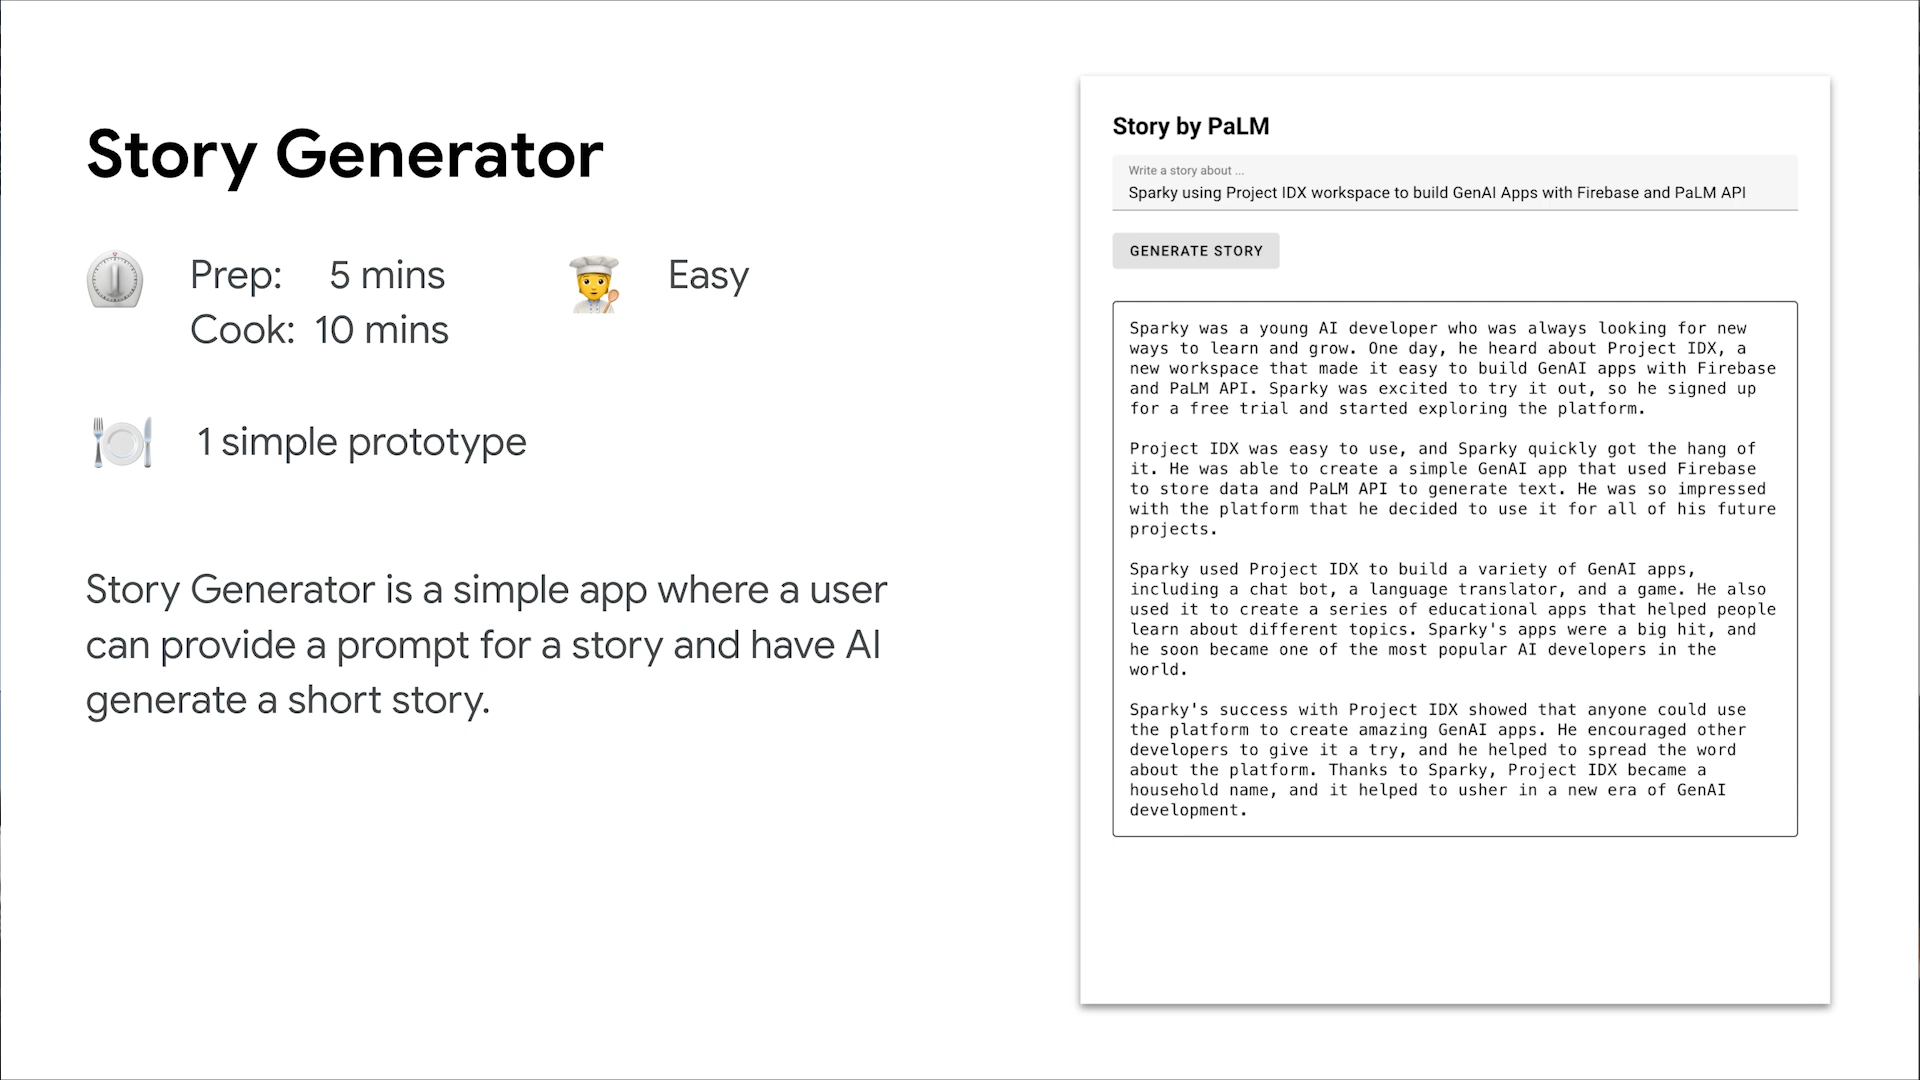 Story Generator
Prep: 5 mins
Cook: 10 mins
Easy
1 simple prototype
Story Generator is a simple app where a user
can provide a prompt for a story and have AI
generate a short story.
Story by PaLM
Write a story about ...
Sparky using Project IDX workspace to build GenAI Apps with Firebase and PaLM API
GENERATE STORY
Sparky was a young AI developer who was always looking for new
ways to learn and grow. One day, he heard about Project IDX, a
new workspace that made it easy to build GenAI apps with Firebase
and PaLM API. Sparky was excited to try it out, so he signed up
for a free trial and started exploring the platform.
Project IDX was easy to use, and Sparky quickly got the hang of
it. He was able to create a simple GenAI app that used Firebase
to store data and PaLM API to generate text. He was so impressed
with the platform that he decided to use it for all of his future
projects.
Sparky used Project IDX to build a variety of GenAI apps,
including a chat bot, a language translator, and a game. He also
used it to create a series of educational apps that helped people
learn about different topics. Sparky's apps were a big hit, and
he soon became one of the most popular AI developers in the
world.
Sparky's success with Project IDX showed that anyone could use
the platform to create amazing GenAI apps. He encouraged other
developers to give it a try, and he helped to spread the word
about the platform. Thanks to Sparky, Project IDX became a
household name, and it helped to usher in a new era of GenAI
development.